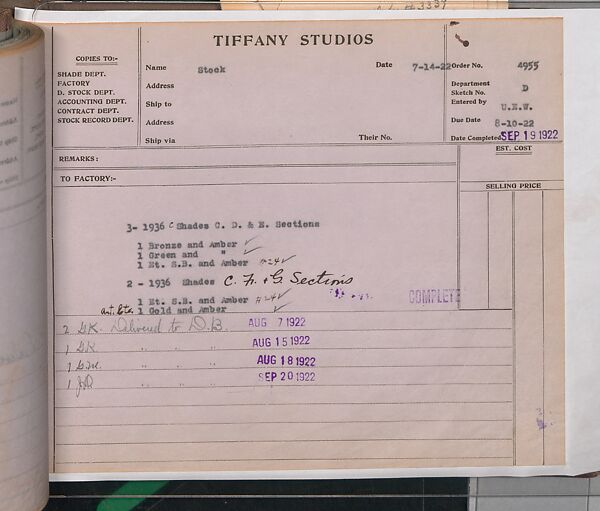 TIFFANY STUDIOS
COPIES TO:-
SHADE DEPT.
FACTORY
D. STOCK DEPT.
ACCOUNTING DEPT.
CONTRACT DEPT.
STOCK RECORD DEPT.
Name Stock Date 7-14-22
Address
Ship to
Address
Ship via Their No.
Order No. 4955
Department D
Sketch No.
Entered by U.E.W.
Due Date 8-10-22
Date Completed SEP 19 1922
REMARKS:
EST. COST
TO FACTORY:-
SELLING PRICE
3- 1936 C Shades C. D. & E. Sections
1 Bronze and Amber ✓
1 Green and " ✓
1 Et. S.B. and Amber #24 ✓
2 - 1936 Shades C. F. & G. Sections
1 Et. S.B. and Amber #24 ✓
1 Gold and Amber ✓
COMPLETE
2 G.K. Delivered to D.B. AUG 7 1922
1 G.K. " " " AUG 15 1922
1 " " " AUG 18 1922
1 " " " SEP 20 1922